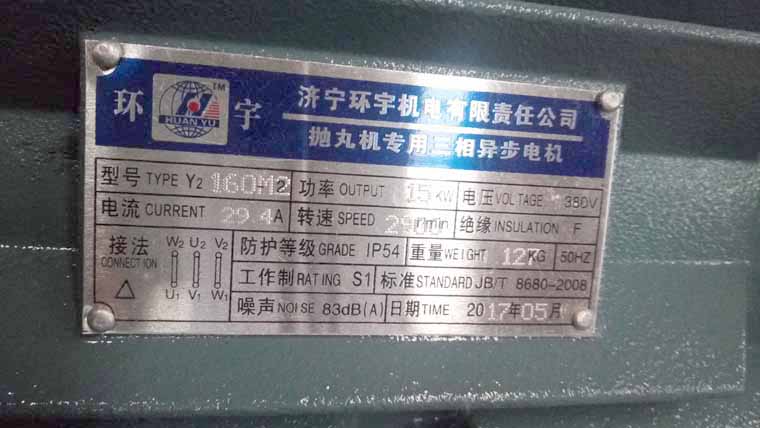 环 HUAN YU TM 宇
济宁环宇机电有限责任公司
抛丸机专用三相异步电机
型号 TYPE Y2 160M2 功率 OUTPUT 15 KW 电压 VOLTAGE 380V
电流 CURRENT 29.4A 转速 SPEED r/min 绝缘 INSULATION F
接法 CONNECTION △
W2 U2 V2
U1 V1 W1
防护等级 GRADE IP54 重量 WEIGHT KG 50HZ
工作制 RATING S1 标准 STANDARD JB/T 8680-2008
噪声 NOISE 83dB(A) 日期 TIME 2017年05月